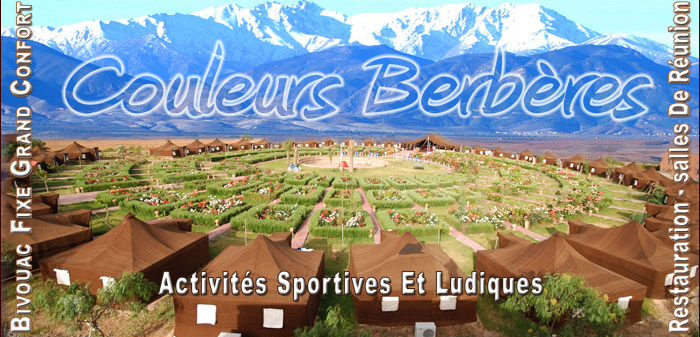 Couleurs Berbères
Bivouac Fixe Grand Confort
Activités Sportives Et Ludiques
Restauration - salles De Réunion